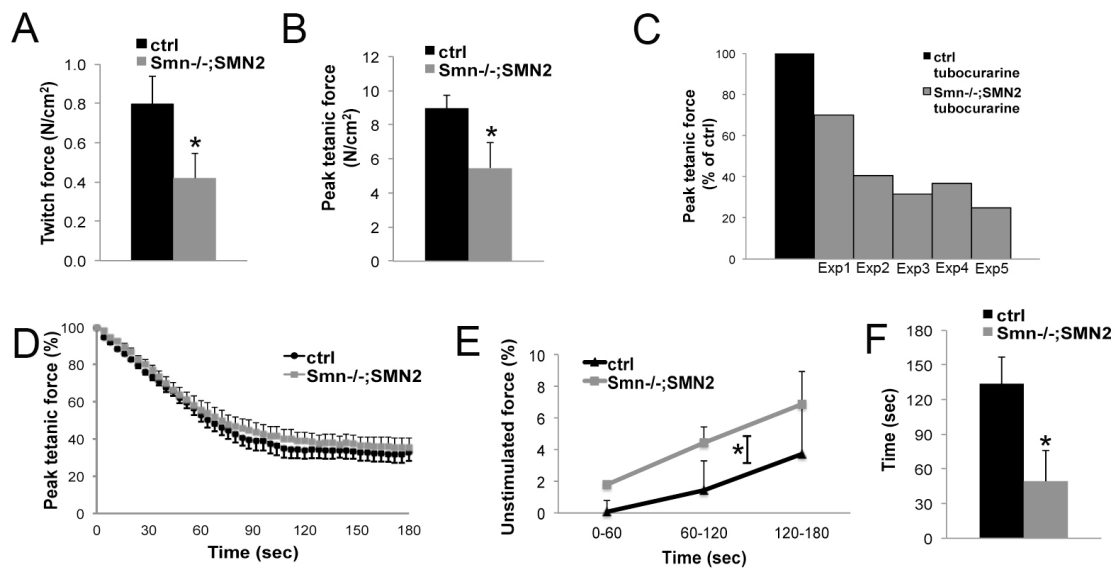 A
ctrl
Smn-/-;SMN2
Twitch force (N/cm²)
1.0
0.8
0.6
0.4
0.2
0.0
*
B
ctrl
Smn-/-;SMN2
Peak tetanic force
(N/cm²)
12
10
8
6
4
2
0
*
C
ctrl
tubocurarine
Smn-/-;SMN2
tubocurarine
Peak tetanic force
(% of ctrl)
100
80
60
40
20
0
Exp1 Exp2 Exp3 Exp4 Exp5
D
ctrl
Smn-/-;SMN2
Peak tetanic force (%)
100
80
60
40
20
0
0 30 60 90 120 150 180
Time (sec)
E
ctrl
Smn-/-;SMN2
Unstimulated force (%)
10
8
6
4
2
0
*
0-60 60-120 120-180
Time (sec)
F
ctrl
Smn-/-;SMN2
Time (sec)
180
150
120
90
60
30
0
*